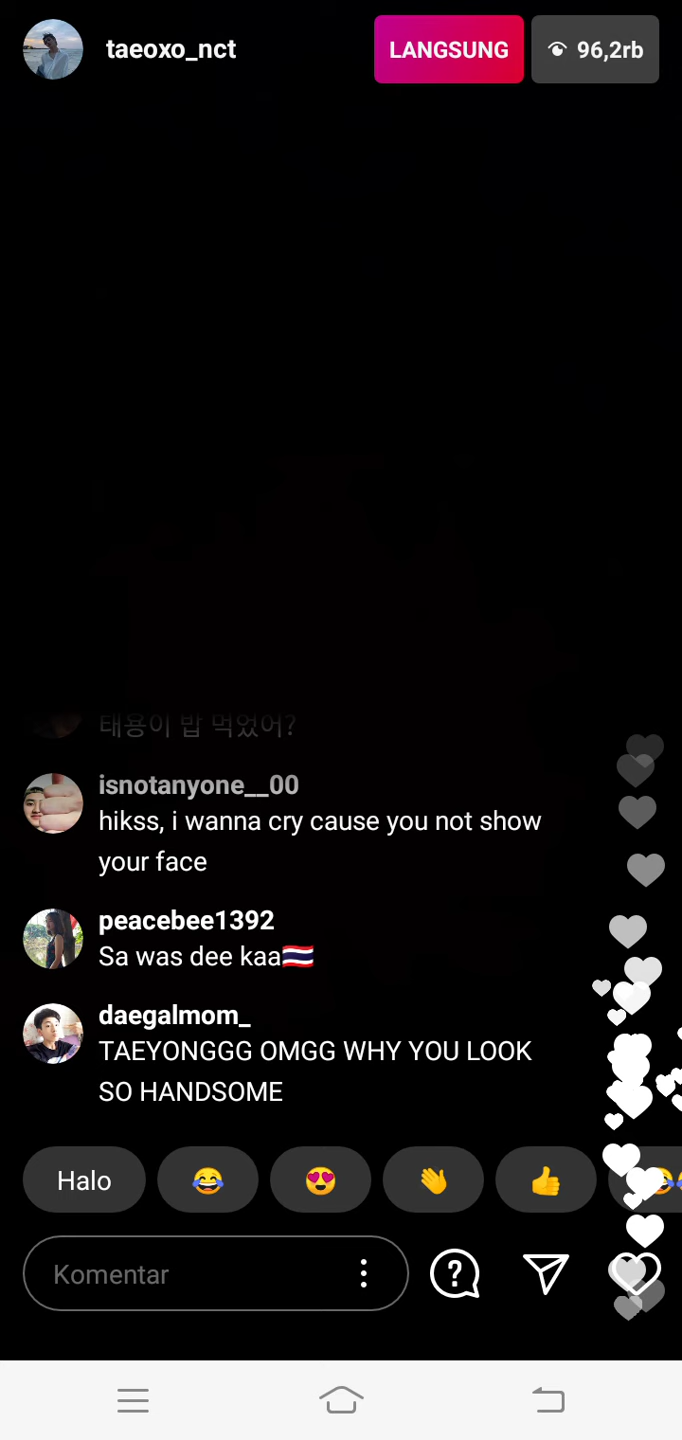 taeoxo_nct
LANGSUNG
96,2rb
태용이 밥 먹었어?
isnotanyone__00
hikss, i wanna cry cause you not show
your face
peacebee1392
Sa was dee kaa🇹🇭
daegalmom_
TAEYONGGG OMGG WHY YOU LOOK
SO HANDSOME
Halo
Komentar